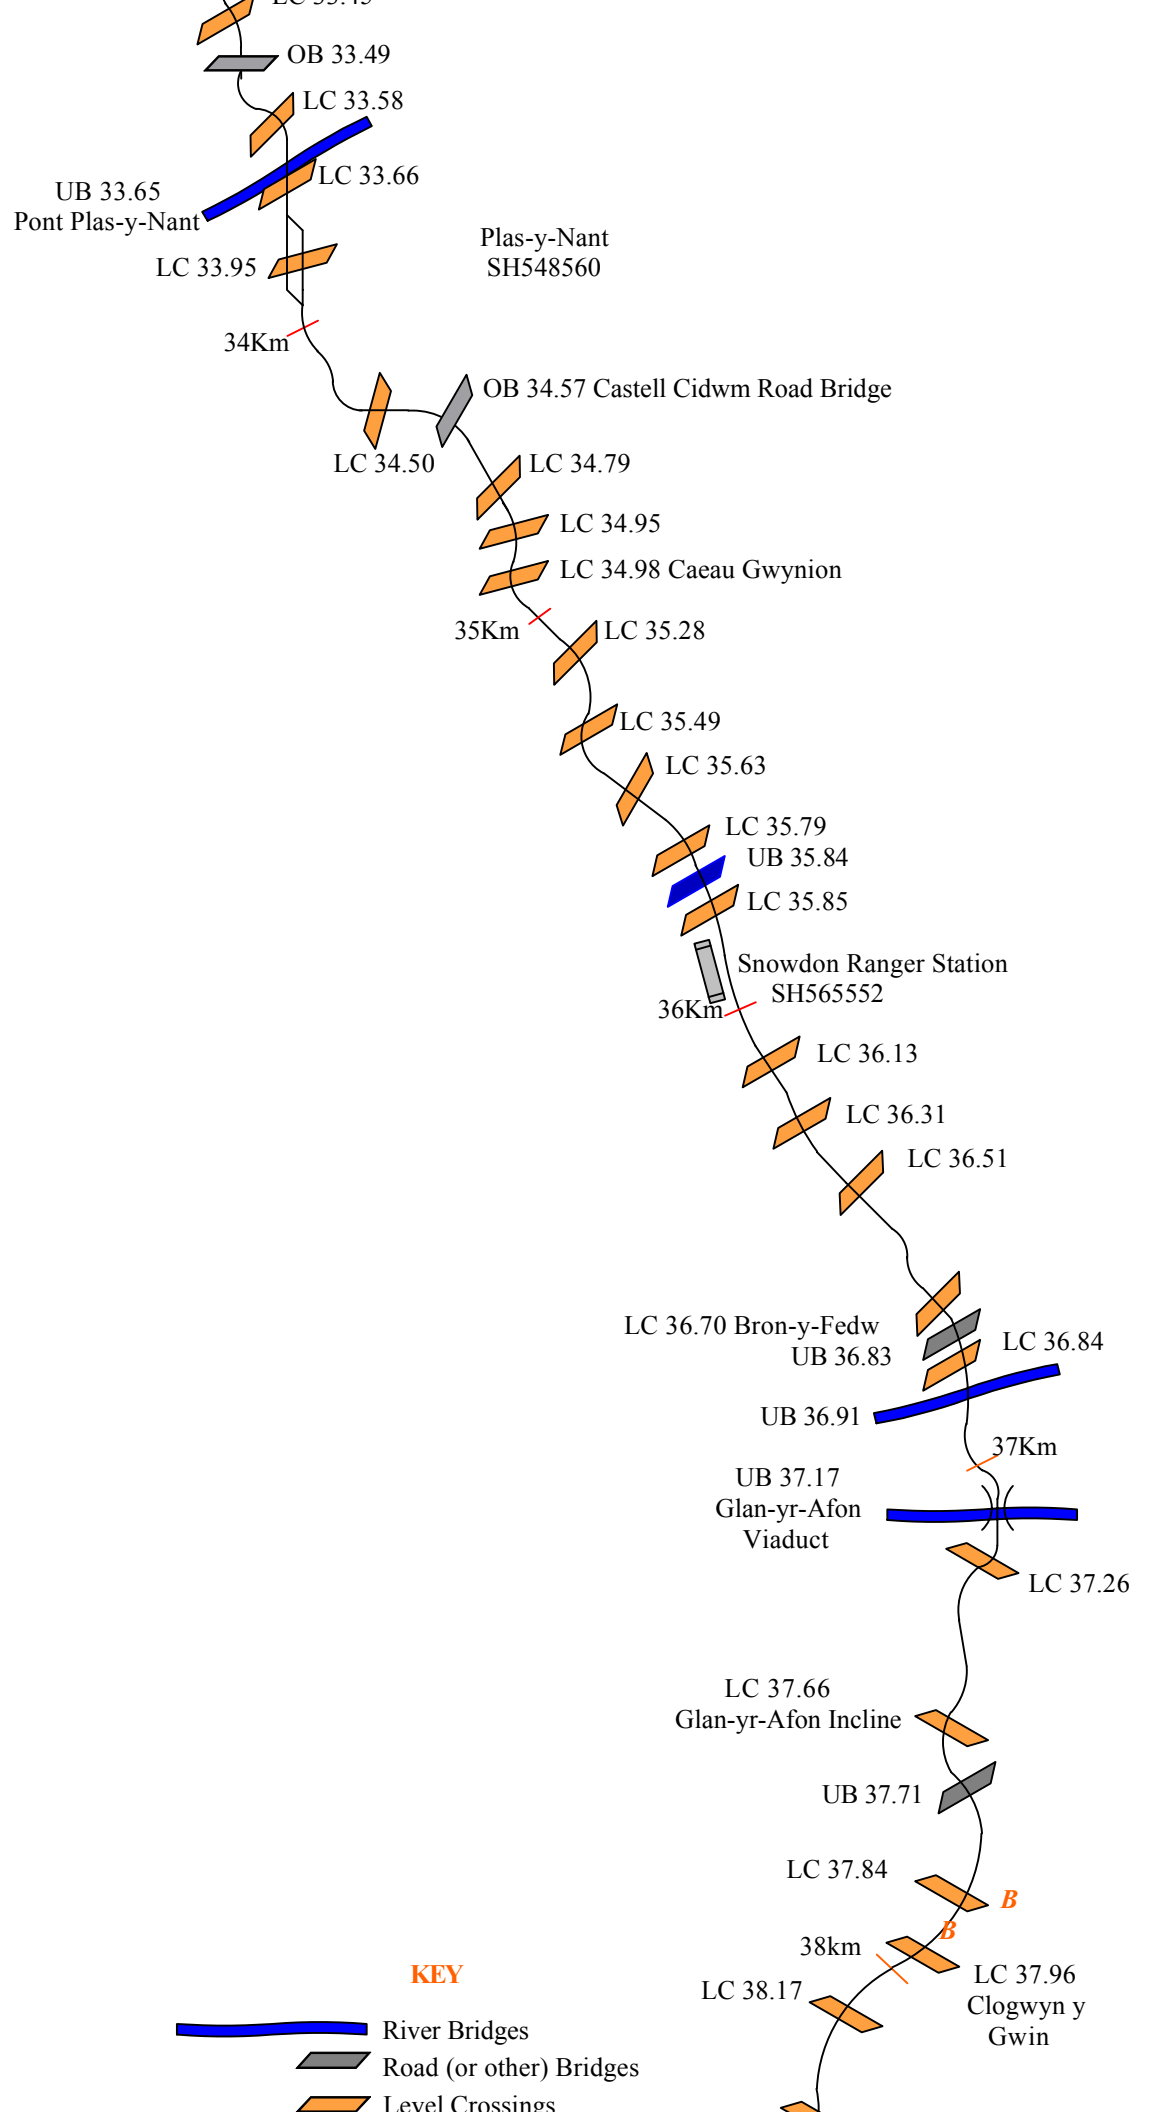 OB 33.49
LC 33.58
LC 33.66
UB 33.65
Pont Plas-y-Nant
Plas-y-Nant
SH548560
LC 33.95
34Km
OB 34.57 Castell Cidwm Road Bridge
LC 34.50
LC 34.79
LC 34.95
LC 34.98 Caeau Gwynion
35Km
LC 35.28
LC 35.49
LC 35.63
LC 35.79
UB 35.84
LC 35.85
Snowdon Ranger Station
SH565552
36Km
LC 36.13
LC 36.31
LC 36.51
LC 36.70 Bron-y-Fedw
UB 36.83
LC 36.84
UB 36.91
37Km
UB 37.17
Glan-yr-Afon
Viaduct
LC 37.26
LC 37.66
Glan-yr-Afon Incline
UB 37.71
LC 37.84
B
B
38km
LC 37.96
Clogwyn y
Gwin
LC 38.17
KEY
River Bridges
Road (or other) Bridges
Level Crossings